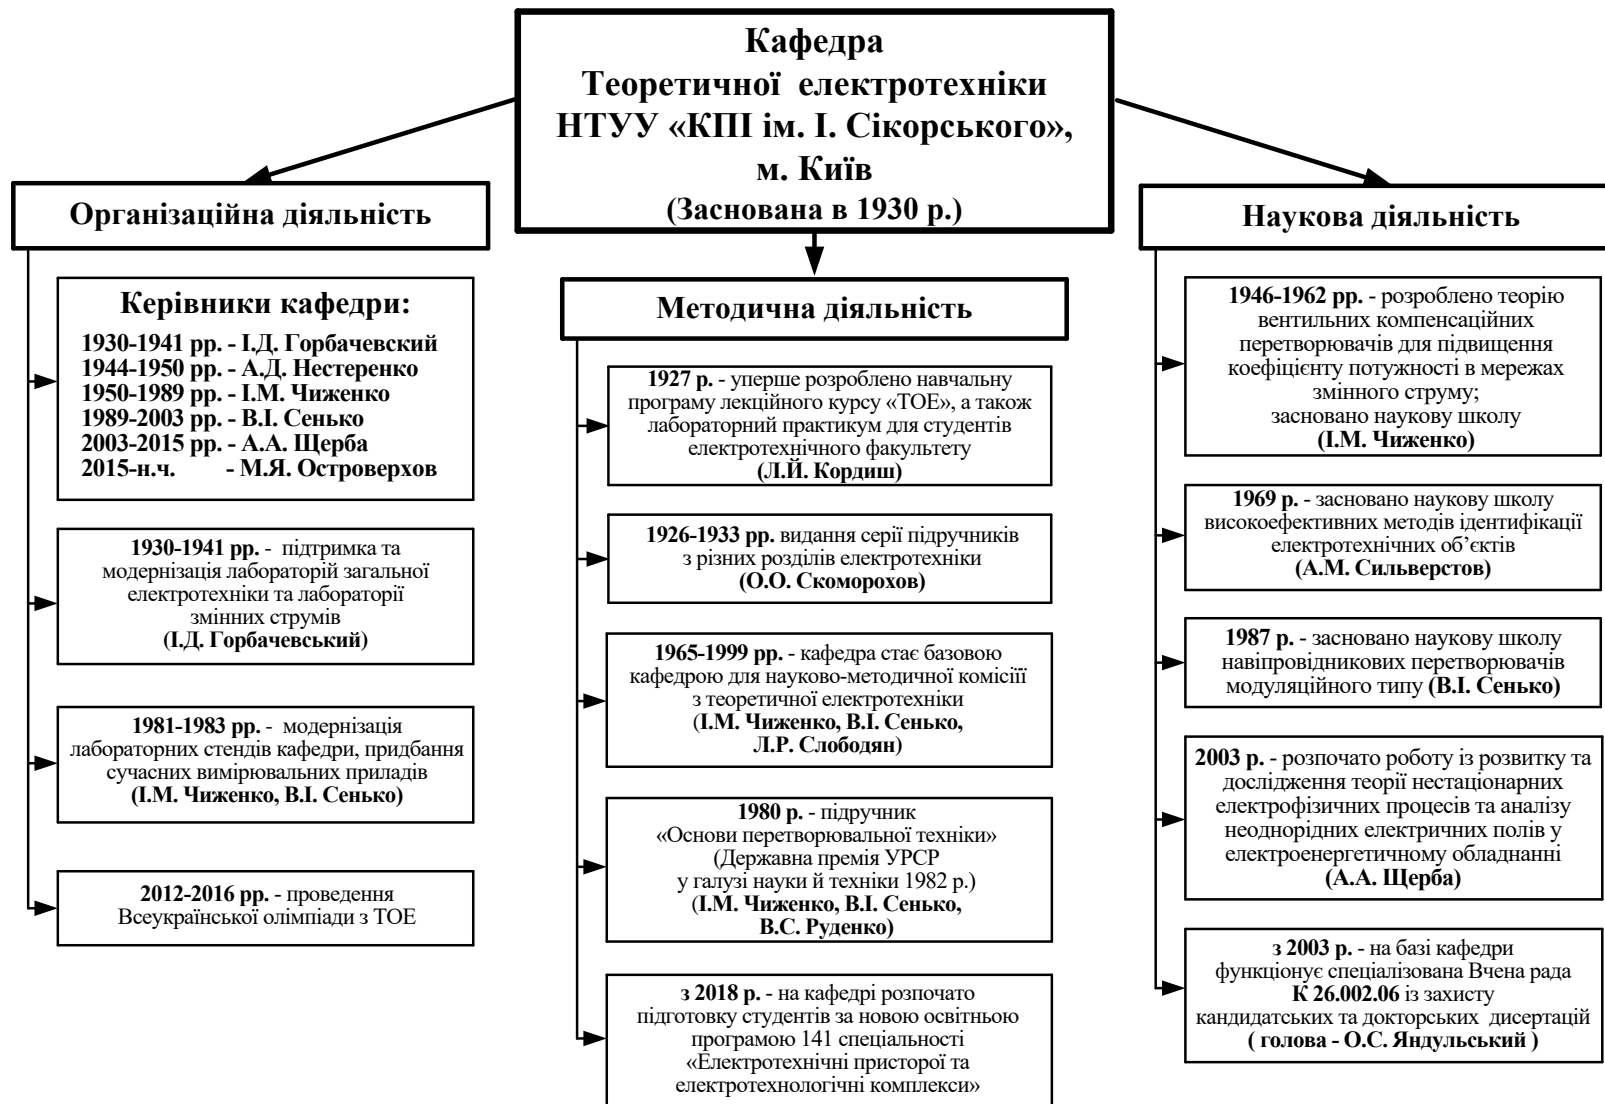 Кафедра
Теоретичної електротехніки
НТУУ «КПІ ім. І. Сікорського»,
м. Київ
(Заснована в 1930 р.)
Організаційна діяльність
Керівники кафедри:
1930-1941 рр. - І.Д. Горбачевский
1944-1950 рр. - А.Д. Нестеренко
1950-1989 рр. - І.М. Чиженко
1989-2003 рр. - В.І. Сенько
2003-2015 рр. - А.А. Щерба
2015-н.ч. - М.Я. Островерхов
1930-1941 рр. - підтримка та
модернізація лабораторій загальної
електротехніки та лабораторії
змінних струмів
(І.Д. Горбачевський)
1981-1983 рр. - модернізація
лабораторних стендів кафедри, придбання
сучасних вимірювальних приладів
(І.М. Чиженко, В.І. Сенько)
2012-2016 рр. - проведення
Всеукраїнської олімпіади з ТОЕ
Методична діяльність
1927 р. - уперше розроблено навчальну
програму лекційного курсу «ТОЕ», а також
лабораторний практикум для студентів
електротехнічного факультету
(Л.Й. Кордиш)
1926-1933 рр. видання серії підручників
з різних розділів електротехніки
(О.О. Скоморохов)
1965-1999 рр. - кафедра стає базовою
кафедрою для науково-методичної комісіїї
з теоретичної електротехніки
(І.М. Чиженко, В.І. Сенько,
Л.Р. Слободян)
1980 р. - підручник
«Основи перетворювальної техніки»
(Державна премія УРСР
у галузі науки й техніки 1982 р.)
(І.М. Чиженко, В.І. Сенько,
В.С. Руденко)
з 2018 р. - на кафедрі розпочато
підготовку студентів за новою освітньою
програмою 141 спеціальності
«Електротехнічні присторої та
електротехнологічні комплекси»
Наукова діяльність
1946-1962 рр. - розроблено теорію
вентильних компенсаційних
перетворювачів для підвищення
коефіцієнту потужності в мережах
змінного струму;
засновано наукову школу
(І.М. Чиженко)
1969 р. - засновано наукову школу
високоефективних методів ідентифікації
електротехнічних об’єктів
(А.М. Сильверстов)
1987 р. - засновано наукову школу
навіпровідникових перетворювачів
модуляційного типу (В.І. Сенько)
2003 р. - розпочато роботу із розвитку та
дослідження теорії нестаціонарних
електрофізичних процесів та аналізу
неоднорідних електричних полів у
електроенергетичному обладнанні
(А.А. Щерба)
з 2003 р. - на базі кафедри
функціонує спеціалізована Вчена рада
К 26.002.06 із захисту
кандидатських та докторських дисертацій
( голова - О.С. Яндульський )